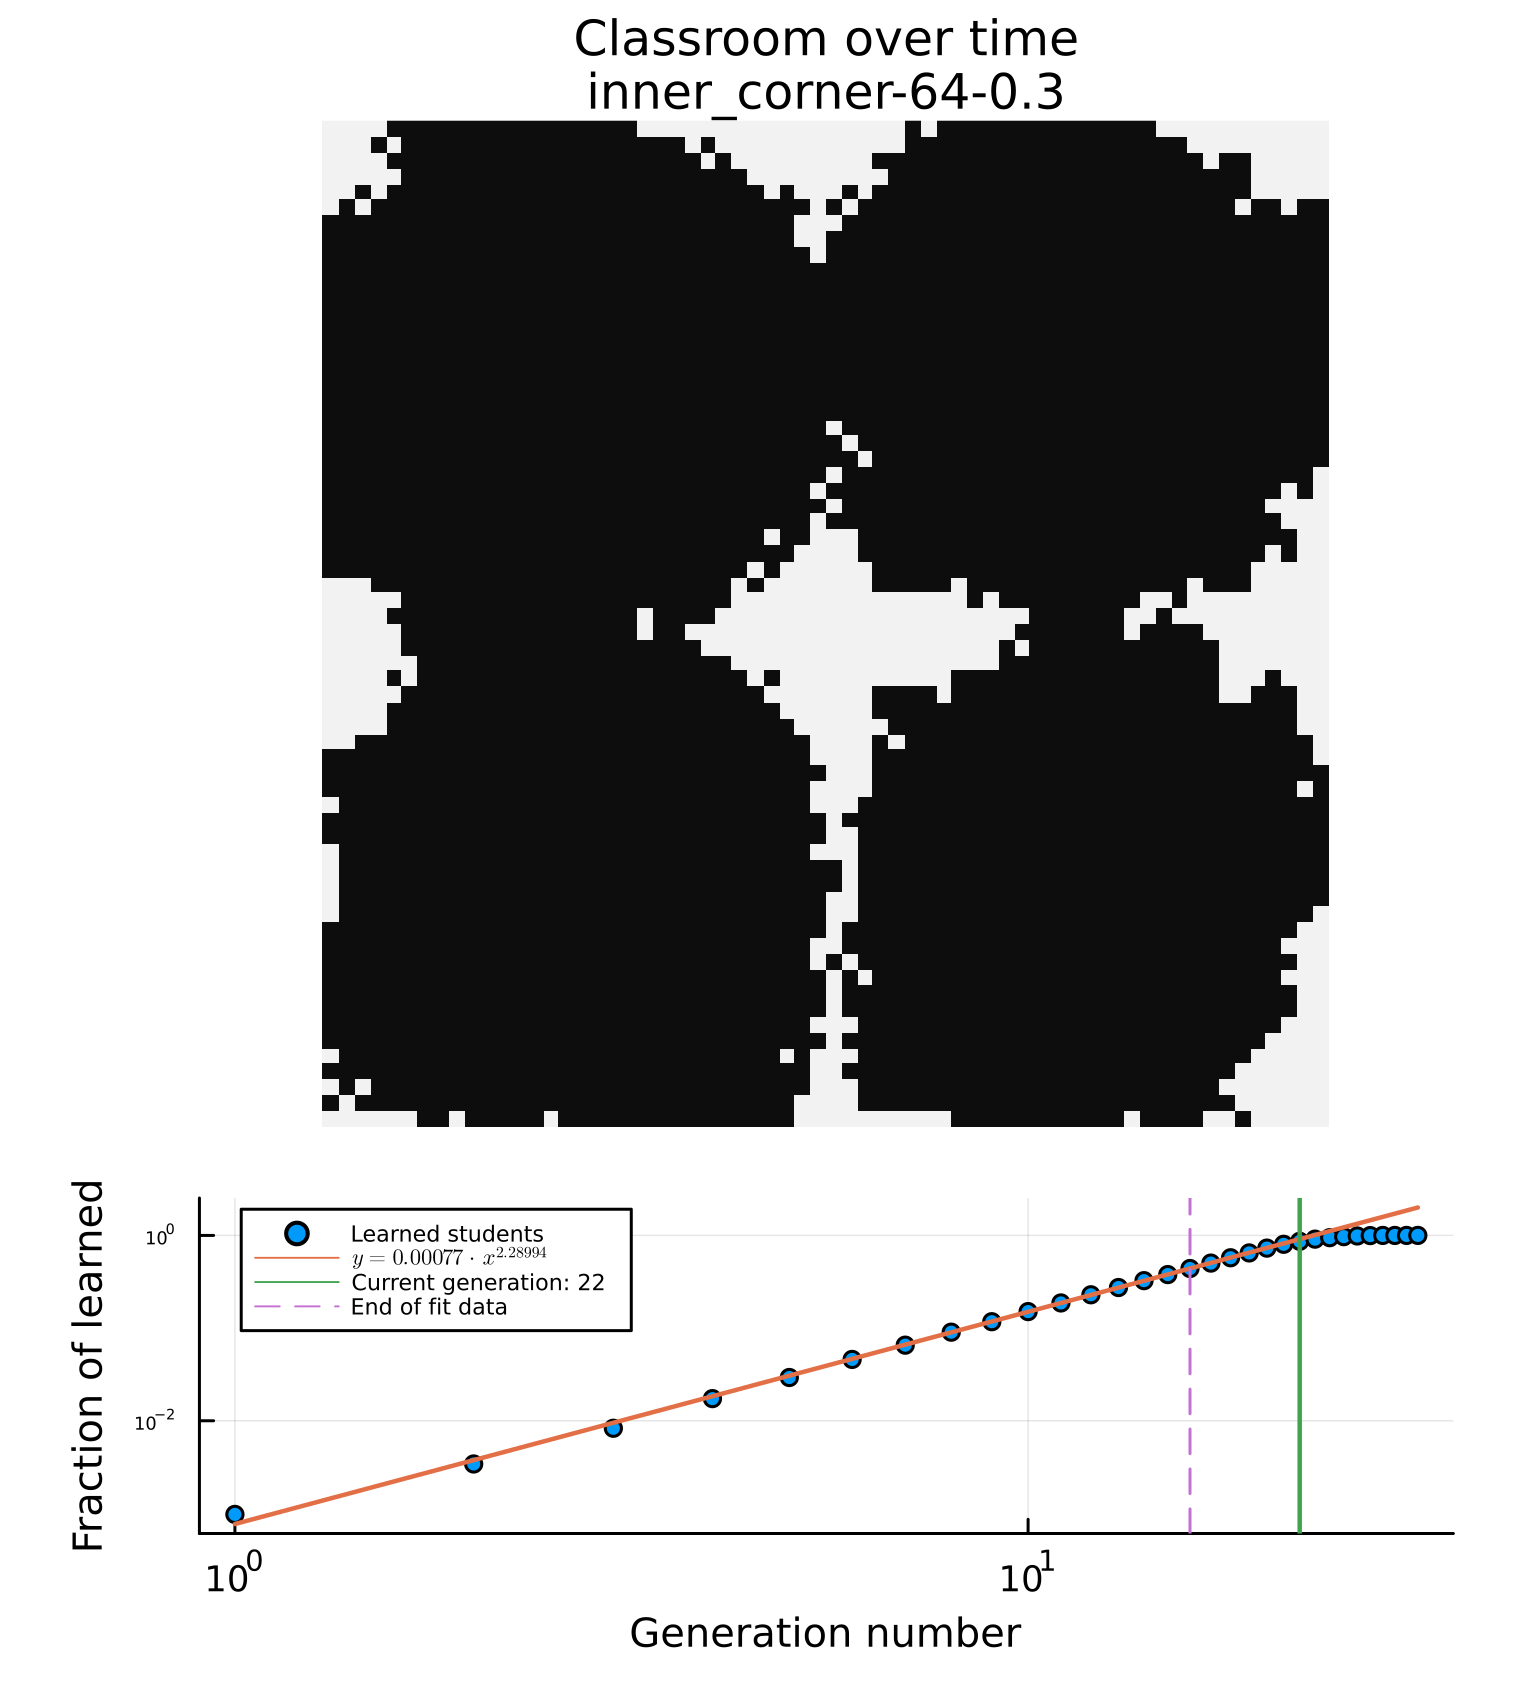 Classroom over time
inner_corner-64-0.3
Fraction of learned
10^0
10^−2
Learned students
y = 0.00077 · x^2.28994
Current generation: 22
End of fit data
10^0
10^1
Generation number